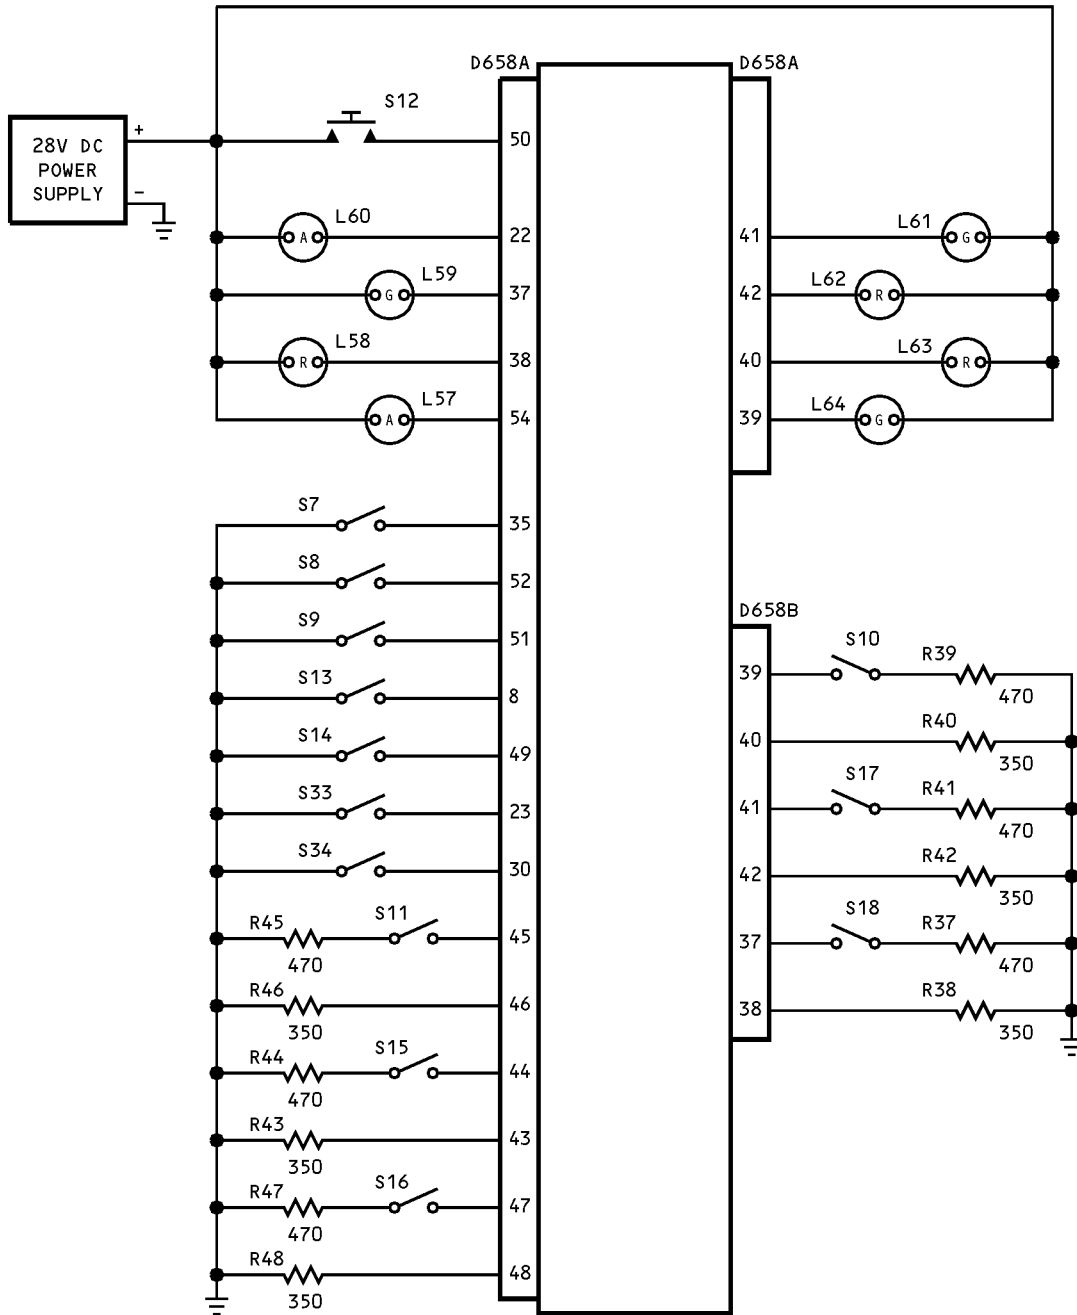 D658A
D658A
S12
28V DC
POWER
SUPPLY
+
-
50
L60
A
22
41
L61
G
L59
G
37
42
L62
R
L58
R
38
40
L63
R
L57
A
54
39
L64
G
S7
35
S8
52
S9
51
D658B
S10
R39
39
470
S13
8
R40
40
350
S14
49
S17
R41
41
470
S33
23
R42
42
350
S34
30
S18
R37
37
470
R45
S11
45
470
R38
38
350
R46
46
350
R44
S15
44
470
R43
43
350
R47
S16
47
470
R48
48
350